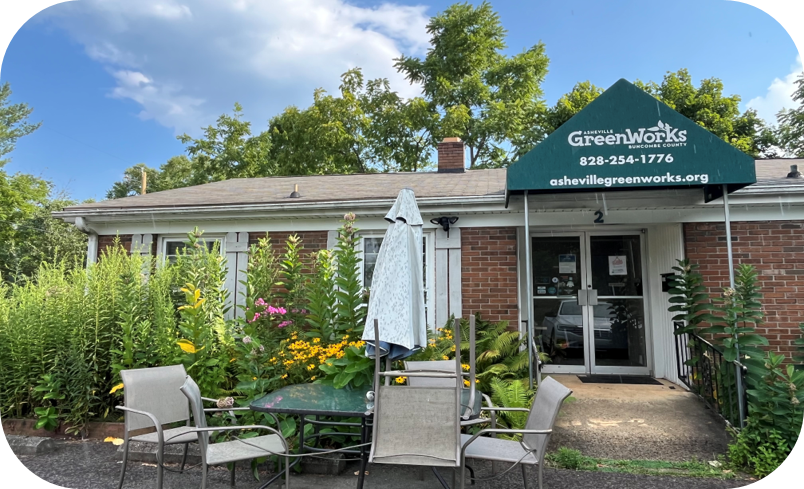 ASHEVILLE
GreenWorks
BUNCOMBE COUNTY
828-254-1776
ashevillegreenworks.org
2